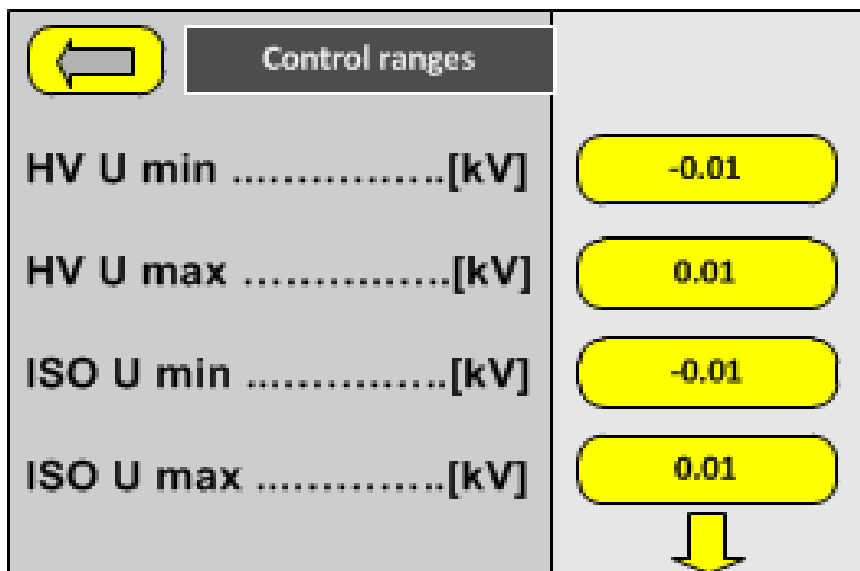 Control ranges
HV U min ................[kV] -0.01
HV U max ................[kV] 0.01
ISO U min ................[kV] -0.01
ISO U max ...............[kV] 0.01